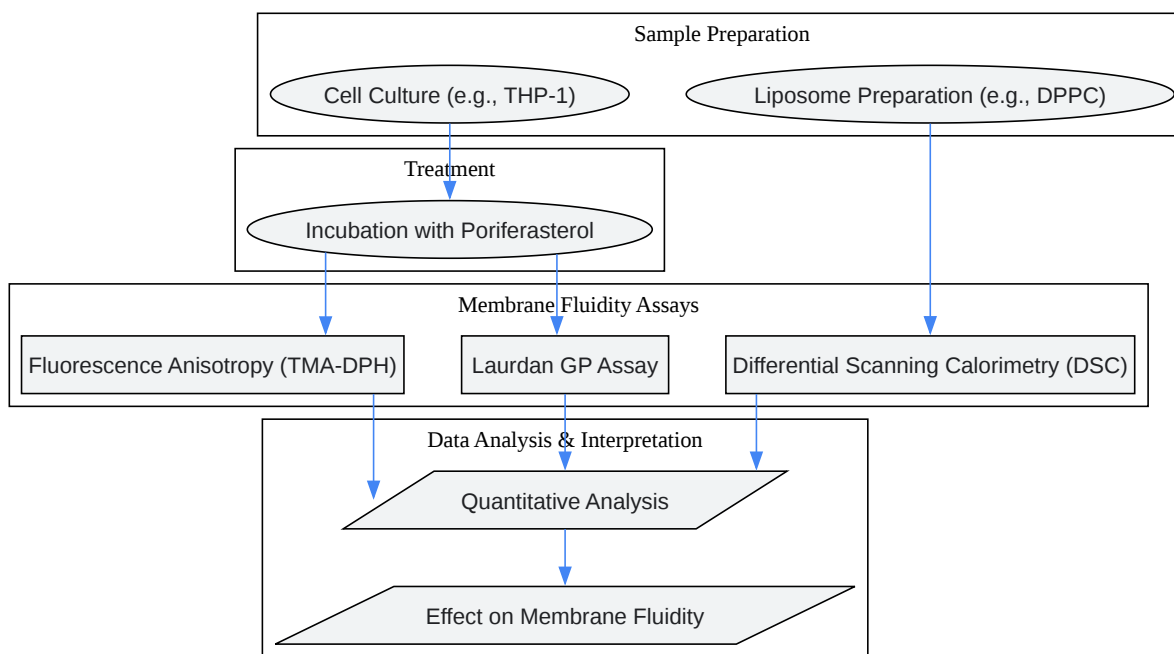 Sample Preparation
Cell Culture (e.g., THP-1)
Liposome Preparation (e.g., DPPC)
Treatment
Incubation with Poriferasterol
Membrane Fluidity Assays
Fluorescence Anisotropy (TMA-DPH)
Laurdan GP Assay
Differential Scanning Calorimetry (DSC)
Data Analysis & Interpretation
Quantitative Analysis
Effect on Membrane Fluidity